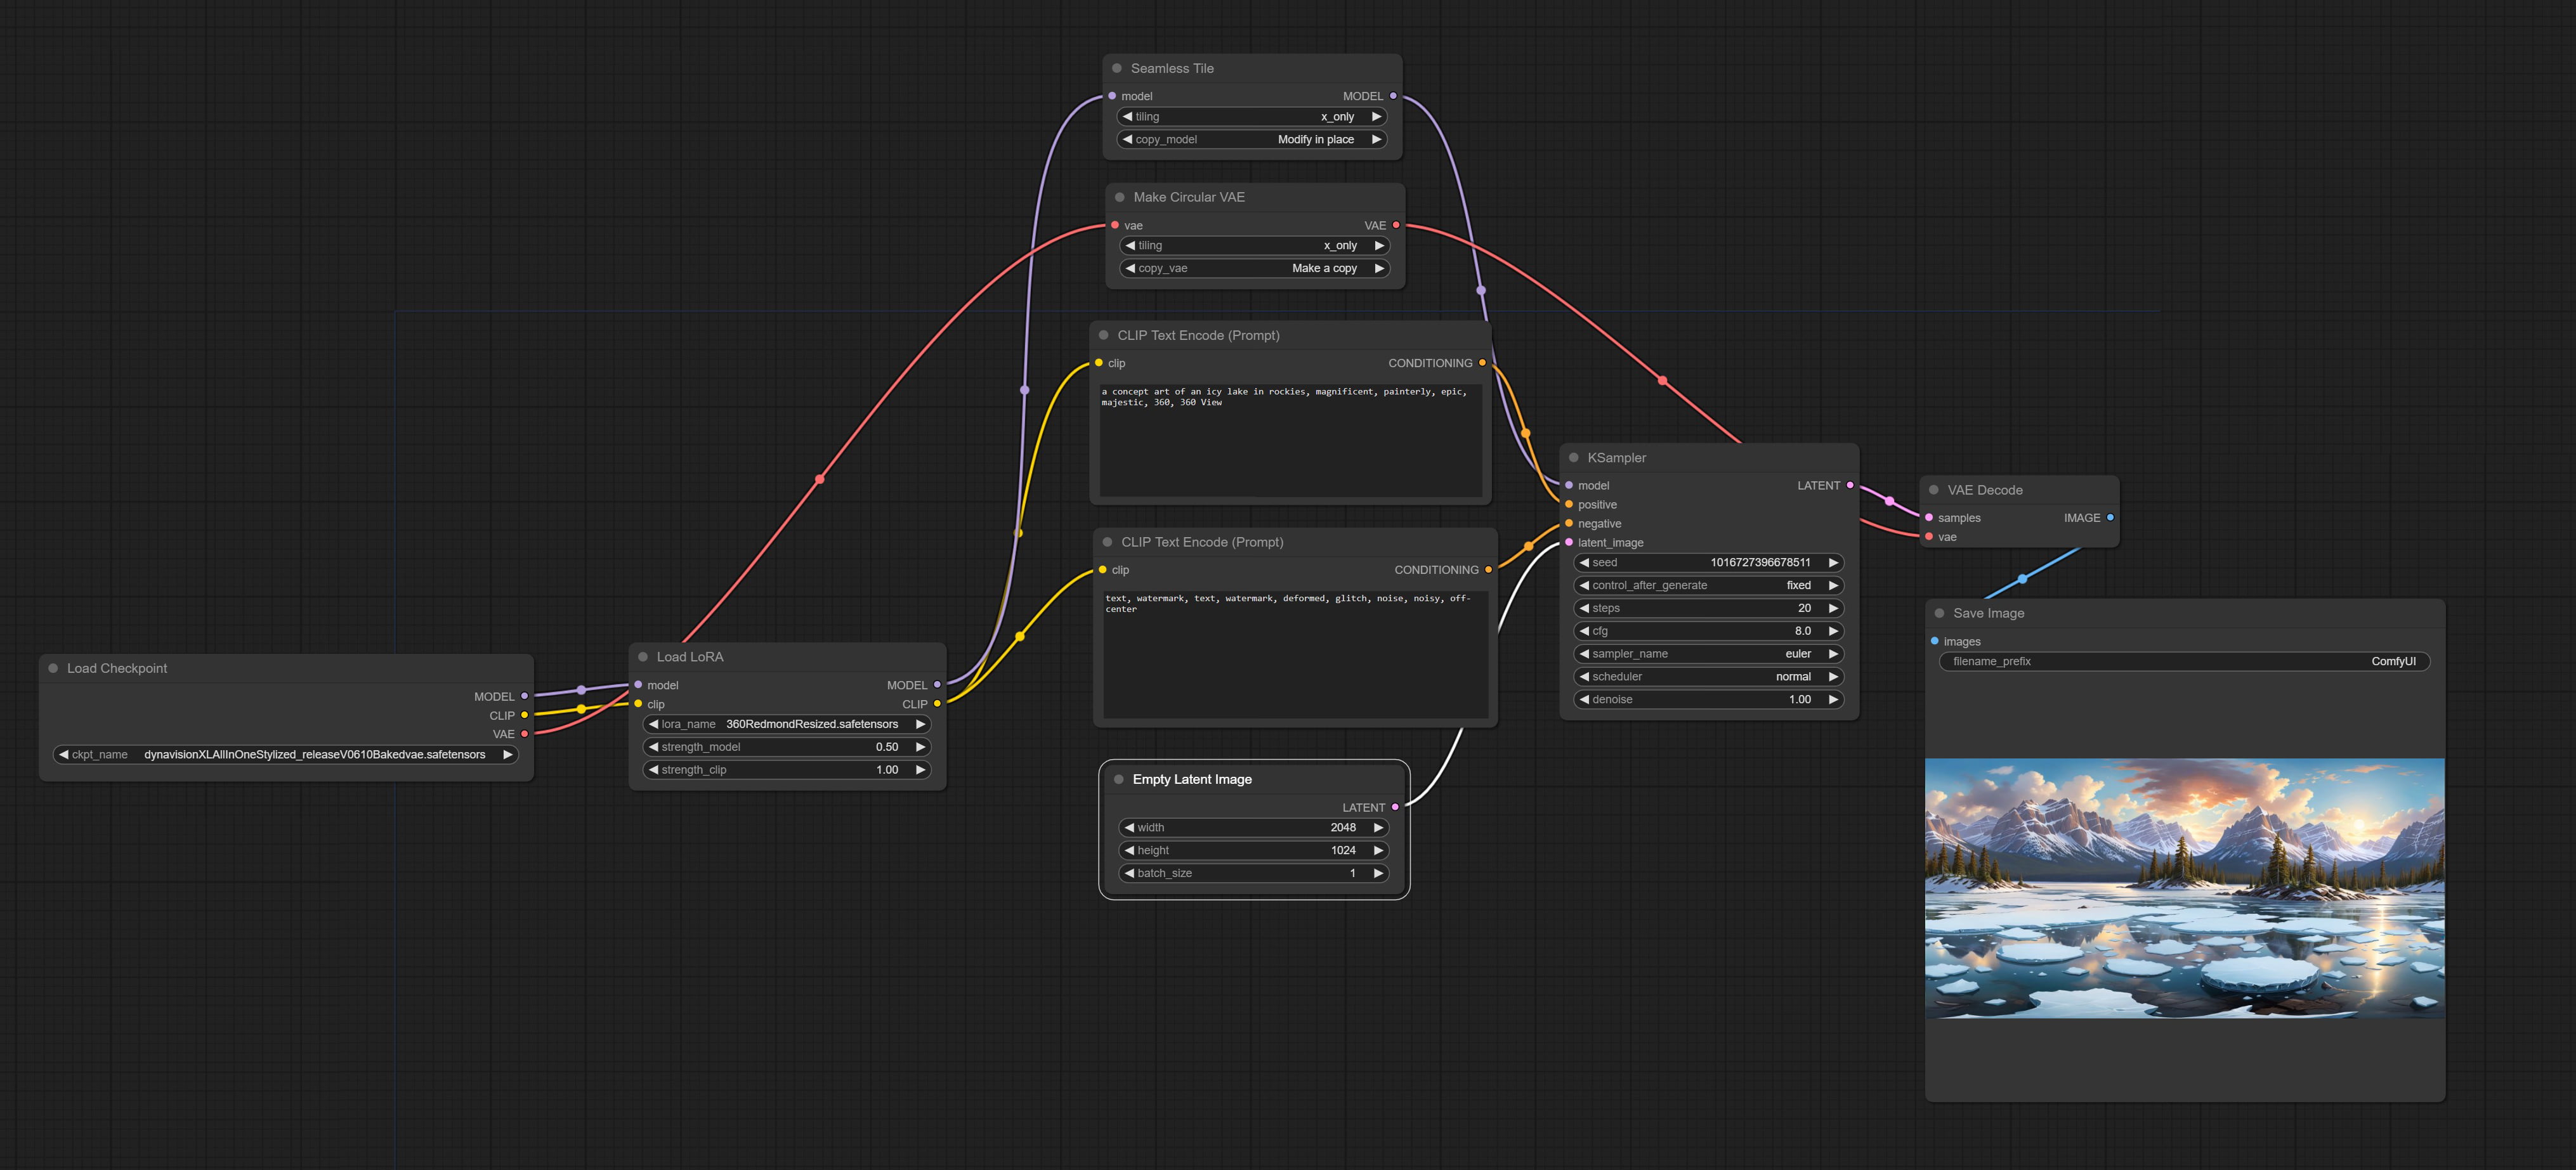 Seamless Tile
model MODEL
tiling x_only
copy_model Modify in place
Make Circular VAE
vae VAE
tiling x_only
copy_vae Make a copy
CLIP Text Encode (Prompt)
clip CONDITIONING
a concept art of an icy lake in rockies, magnificent, painterly, epic,
majestic, 360, 360 View
CLIP Text Encode (Prompt)
clip CONDITIONING
text, watermark, text, watermark, deformed, glitch, noise, noisy, off-
center
Load Checkpoint
MODEL
CLIP
VAE
ckpt_name dynavisionXLAllInOneStylized_releaseV0610Bakedvae.safetensors
Load LoRA
model MODEL
clip CLIP
lora_name 360RedmondResized.safetensors
strength_model 0.50
strength_clip 1.00
Empty Latent Image
LATENT
width 2048
height 1024
batch_size 1
KSampler
model LATENT
positive
negative
latent_image
seed 1016727396678511
control_after_generate fixed
steps 20
cfg 8.0
sampler_name euler
scheduler normal
denoise 1.00
VAE Decode
samples IMAGE
vae
Save Image
images
filename_prefix ComfyUI